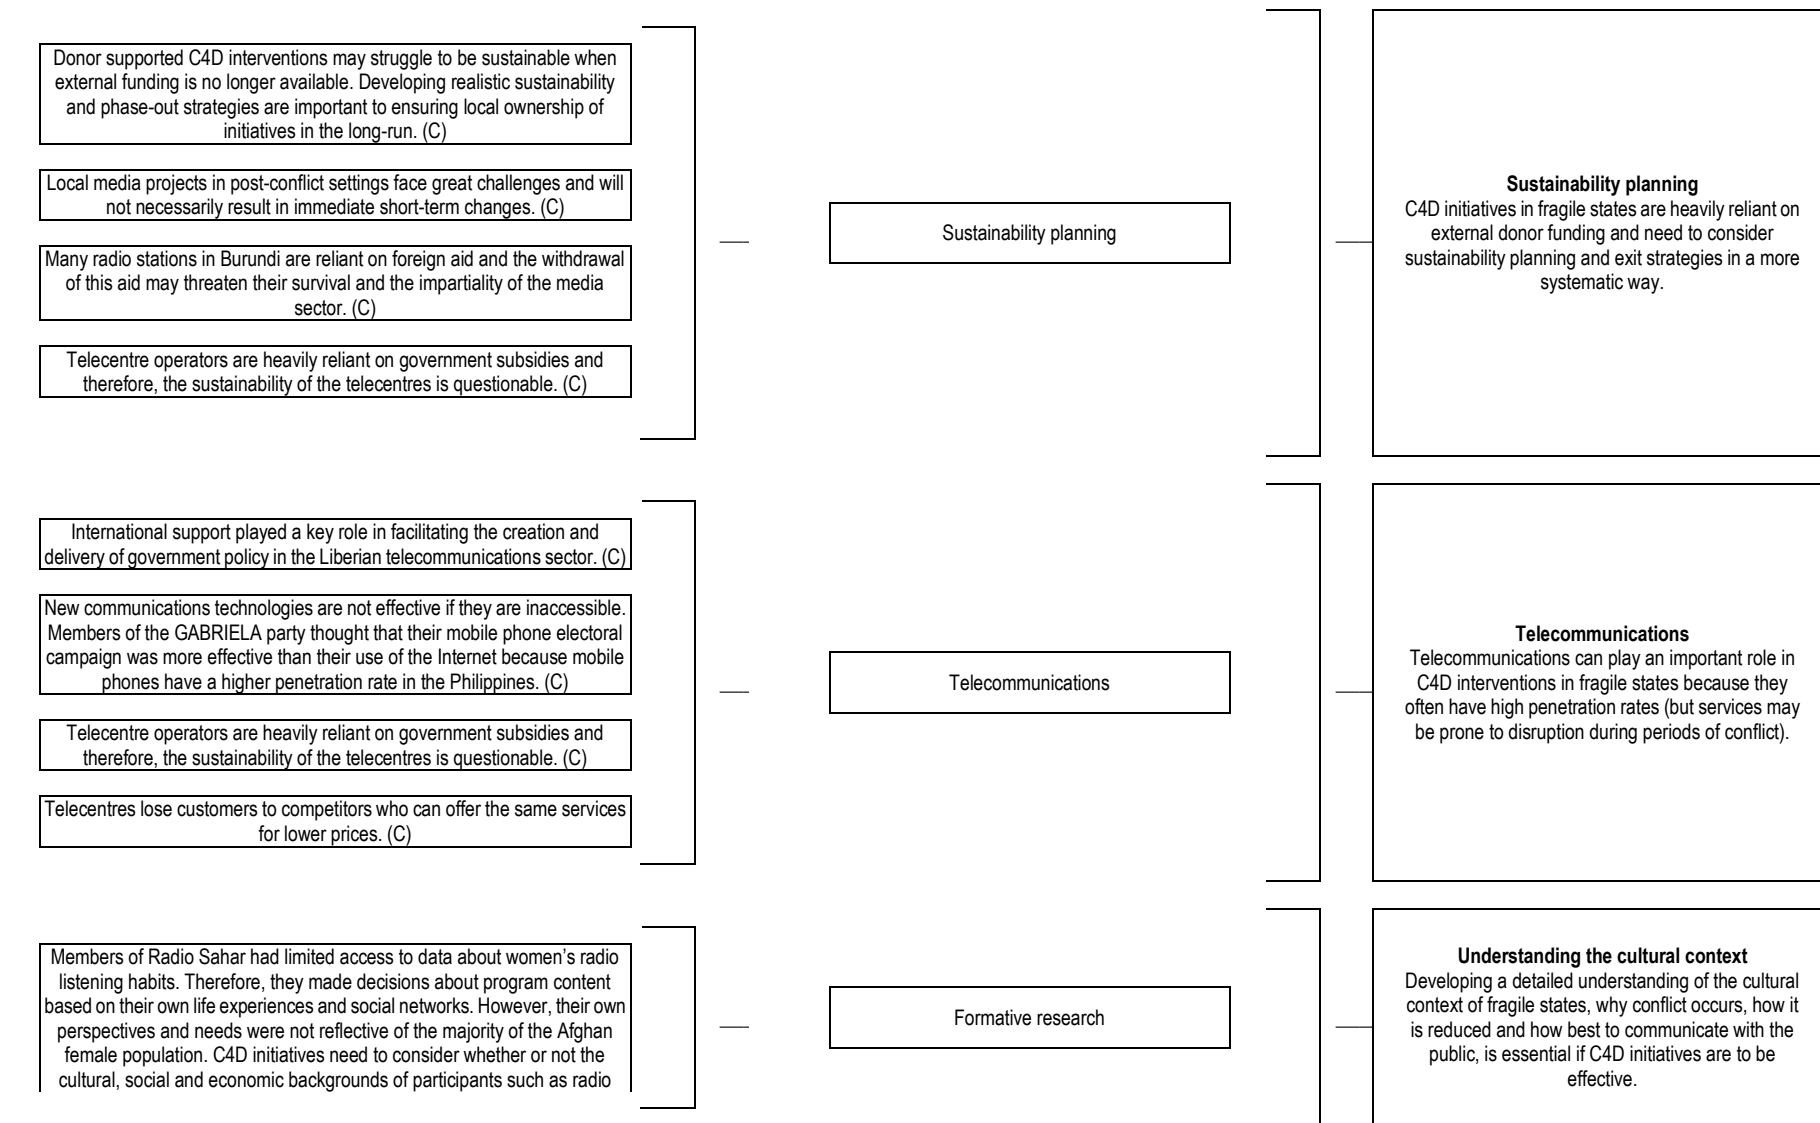 Donor supported C4D interventions may struggle to be sustainable when
external funding is no longer available. Developing realistic sustainability
and phase-out strategies are important to ensuring local ownership of
initiatives in the long-run. (C)
Local media projects in post-conflict settings face great challenges and will
not necessarily result in immediate short-term changes. (C)
Many radio stations in Burundi are reliant on foreign aid and the withdrawal
of this aid may threaten their survival and the impartiality of the media
sector. (C)
Telecentre operators are heavily reliant on government subsidies and
therefore, the sustainability of the telecentres is questionable. (C)
Sustainability planning
Sustainability planning
C4D initiatives in fragile states are heavily reliant on
external donor funding and need to consider
sustainability planning and exit strategies in a more
systematic way.
International support played a key role in facilitating the creation and
delivery of government policy in the Liberian telecommunications sector. (C)
New communications technologies are not effective if they are inaccessible.
Members of the GABRIELA party thought that their mobile phone electoral
campaign was more effective than their use of the Internet because mobile
phones have a higher penetration rate in the Philippines. (C)
Telecentre operators are heavily reliant on government subsidies and
therefore, the sustainability of the telecentres is questionable. (C)
Telecentres lose customers to competitors who can offer the same services
for lower prices. (C)
Telecommunications
Telecommunications
Telecommunications can play an important role in
C4D interventions in fragile states because they
often have high penetration rates (but services may
be prone to disruption during periods of conflict).
Members of Radio Sahar had limited access to data about women's radio
listening habits. Therefore, they made decisions about program content
based on their own life experiences and social networks. However, their own
perspectives and needs were not reflective of the majority of the Afghan
female population. C4D initiatives need to consider whether or not the
cultural, social and economic backgrounds of participants such as radio
Formative research
Understanding the cultural context
Developing a detailed understanding of the cultural
context of fragile states, why conflict occurs, how it
is reduced and how best to communicate with the
public, is essential if C4D initiatives are to be
effective.